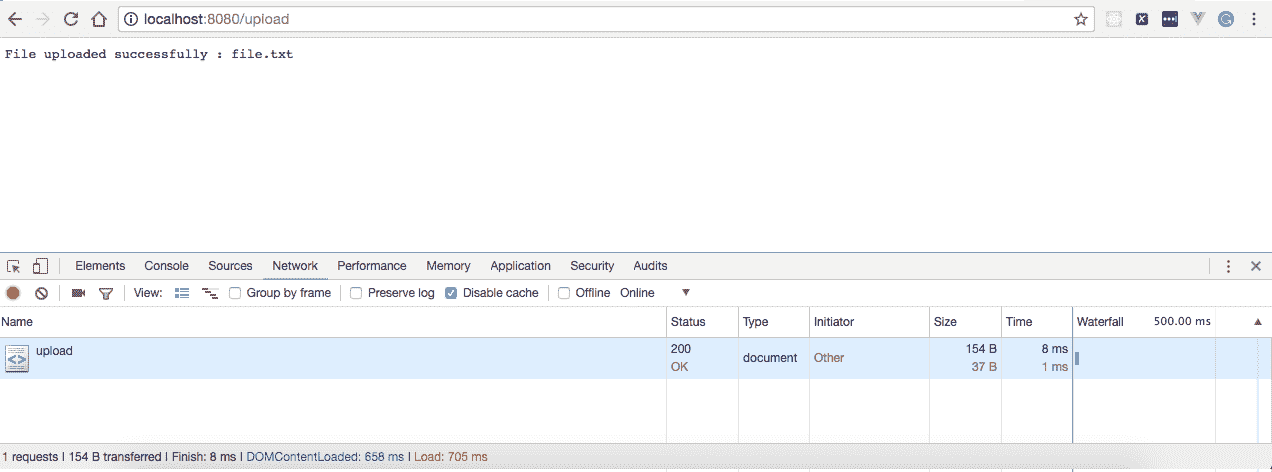 localhost:8080/upload
File uploaded successfully : file.txt
Elements Console Sources Network Performance Memory Application Security Audits
View: Group by frame Preserve log Disable cache Offline Online
Name Status Type Initiator Size Time Waterfall 500.00 ms
upload 200 document Other 154 B 8 ms
OK 37 B 1 ms
1 requests | 154 B transferred | Finish: 8 ms | DOMContentLoaded: 658 ms | Load: 705 ms